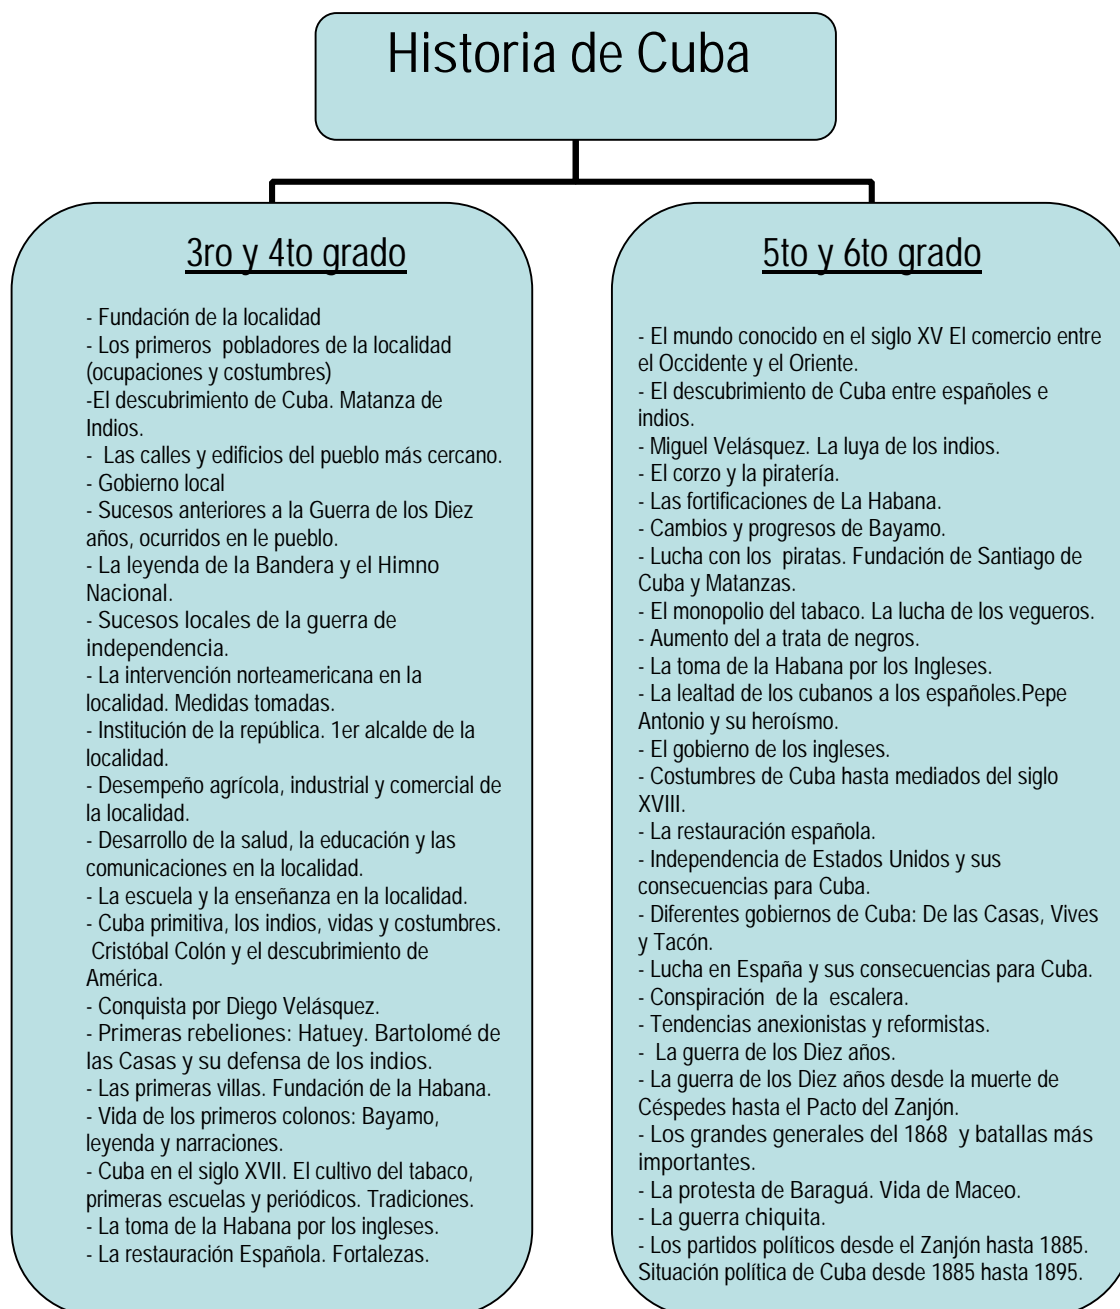 Historia de Cuba
3ro y 4to grado
- Fundación de la localidad
- Los primeros pobladores de la localidad
(ocupaciones y costumbres)
-El descubrimiento de Cuba. Matanza de
Indios.
- Las calles y edificios del pueblo más cercano.
- Gobierno local
- Sucesos anteriores a la Guerra de los Diez
años, ocurridos en le pueblo.
- La leyenda de la Bandera y el Himno
Nacional.
- Sucesos locales de la guerra de
independencia.
- La intervención norteamericana en la
localidad. Medidas tomadas.
- Institución de la república. 1er alcalde de la
localidad.
- Desempeño agrícola, industrial y comercial de
la localidad.
- Desarrollo de la salud, la educación y las
comunicaciones en la localidad.
- La escuela y la enseñanza en la localidad.
- Cuba primitiva, los indios, vidas y costumbres.
Cristóbal Colón y el descubrimiento de
América.
- Conquista por Diego Velásquez.
- Primeras rebeliones: Hatuey. Bartolomé de
las Casas y su defensa de los indios.
- Las primeras villas. Fundación de la Habana.
- Vida de los primeros colonos: Bayamo,
leyenda y narraciones.
- Cuba en el siglo XVII. El cultivo del tabaco,
primeras escuelas y periódicos. Tradiciones.
- La toma de la Habana por los ingleses.
- La restauración Española. Fortalezas.
5to y 6to grado
- El mundo conocido en el siglo XV El comercio entre
el Occidente y el Oriente.
- El descubrimiento de Cuba entre españoles e
indios.
- Miguel Velásquez. La luya de los indios.
- El corzo y la piratería.
- Las fortificaciones de La Habana.
- Cambios y progresos de Bayamo.
- Lucha con los piratas. Fundación de Santiago de
Cuba y Matanzas.
- El monopolio del tabaco. La lucha de los vegueros.
- Aumento del a trata de negros.
- La toma de la Habana por los Ingleses.
- La lealtad de los cubanos a los españoles.Pepe
Antonio y su heroísmo.
- El gobierno de los ingleses.
- Costumbres de Cuba hasta mediados del siglo
XVIII.
- La restauración española.
- Independencia de Estados Unidos y sus
consecuencias para Cuba.
- Diferentes gobiernos de Cuba: De las Casas, Vives
y Tacón.
- Lucha en España y sus consecuencias para Cuba.
- Conspiración de la escalera.
- Tendencias anexionistas y reformistas.
- La guerra de los Diez años.
- La guerra de los Diez años desde la muerte de
Céspedes hasta el Pacto del Zanjón.
- Los grandes generales del 1868 y batallas más
importantes.
- La protesta de Baraguá. Vida de Maceo.
- La guerra chiquita.
- Los partidos políticos desde el Zanjón hasta 1885.
Situación política de Cuba desde 1885 hasta 1895.